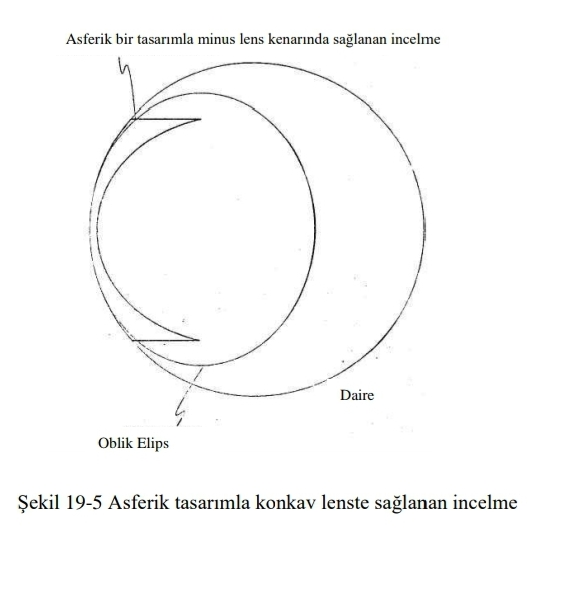 Asferik bir tasarımla minus lens kenarında sağlanan incelme
Daire
Oblik Elips
Şekil 19-5 Asferik tasarımla konkav lenste sağlanan incelme